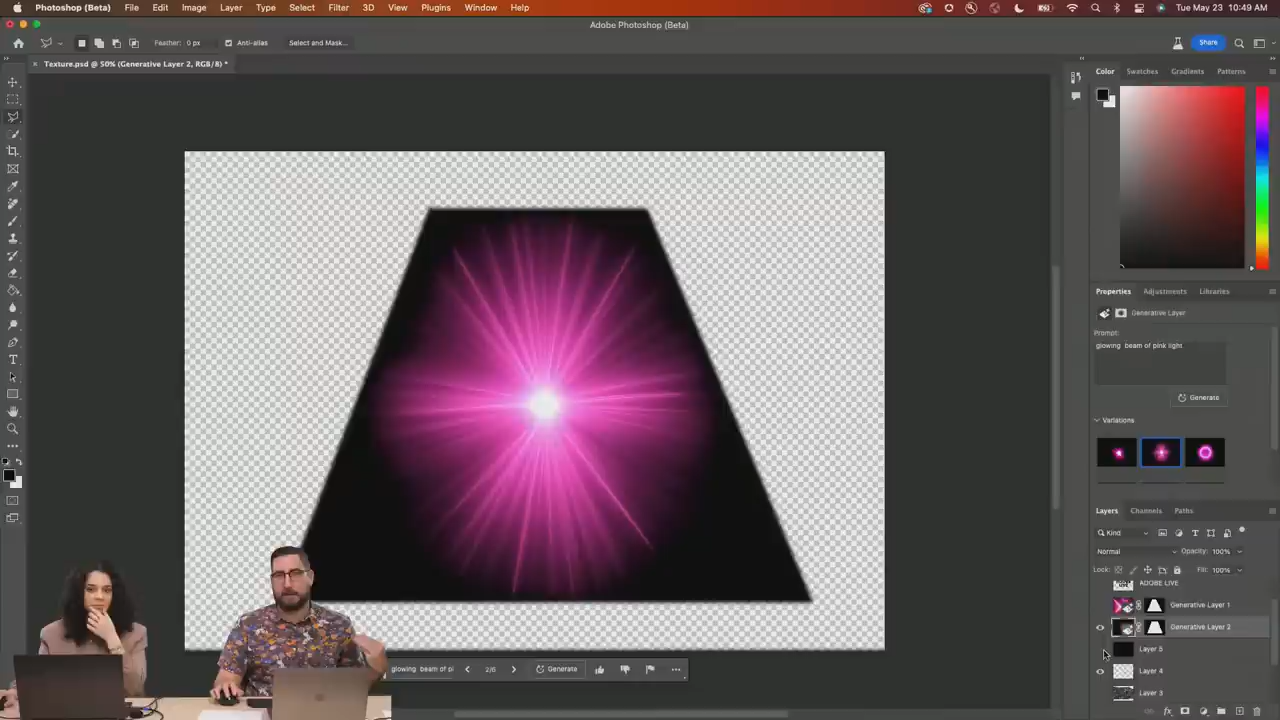 Photoshop (Beta) File Edit Image Layer Type Select Filter 3D View Plugins Window Help Tue May 23 10:49 AM
Adobe Photoshop (Beta)
Feather: 0 px Anti-alias Select and Mask... Share
Texture.psd @ 50% (Generative Layer 2, RGB/8) *
Color Swatches Gradients Patterns
Properties Adjustments Libraries
Generative Layer
Prompt:
glowing beam of pink light
Generate
Variations
Layers Channels Paths
Kind
Normal Opacity: 100%
Lock: Fill: 100%
ADOBE LIVE
Generative Layer 1
Generative Layer 2
Layer 5
Layer 4
Layer 3
glowing beam of pi 2/6 Generate